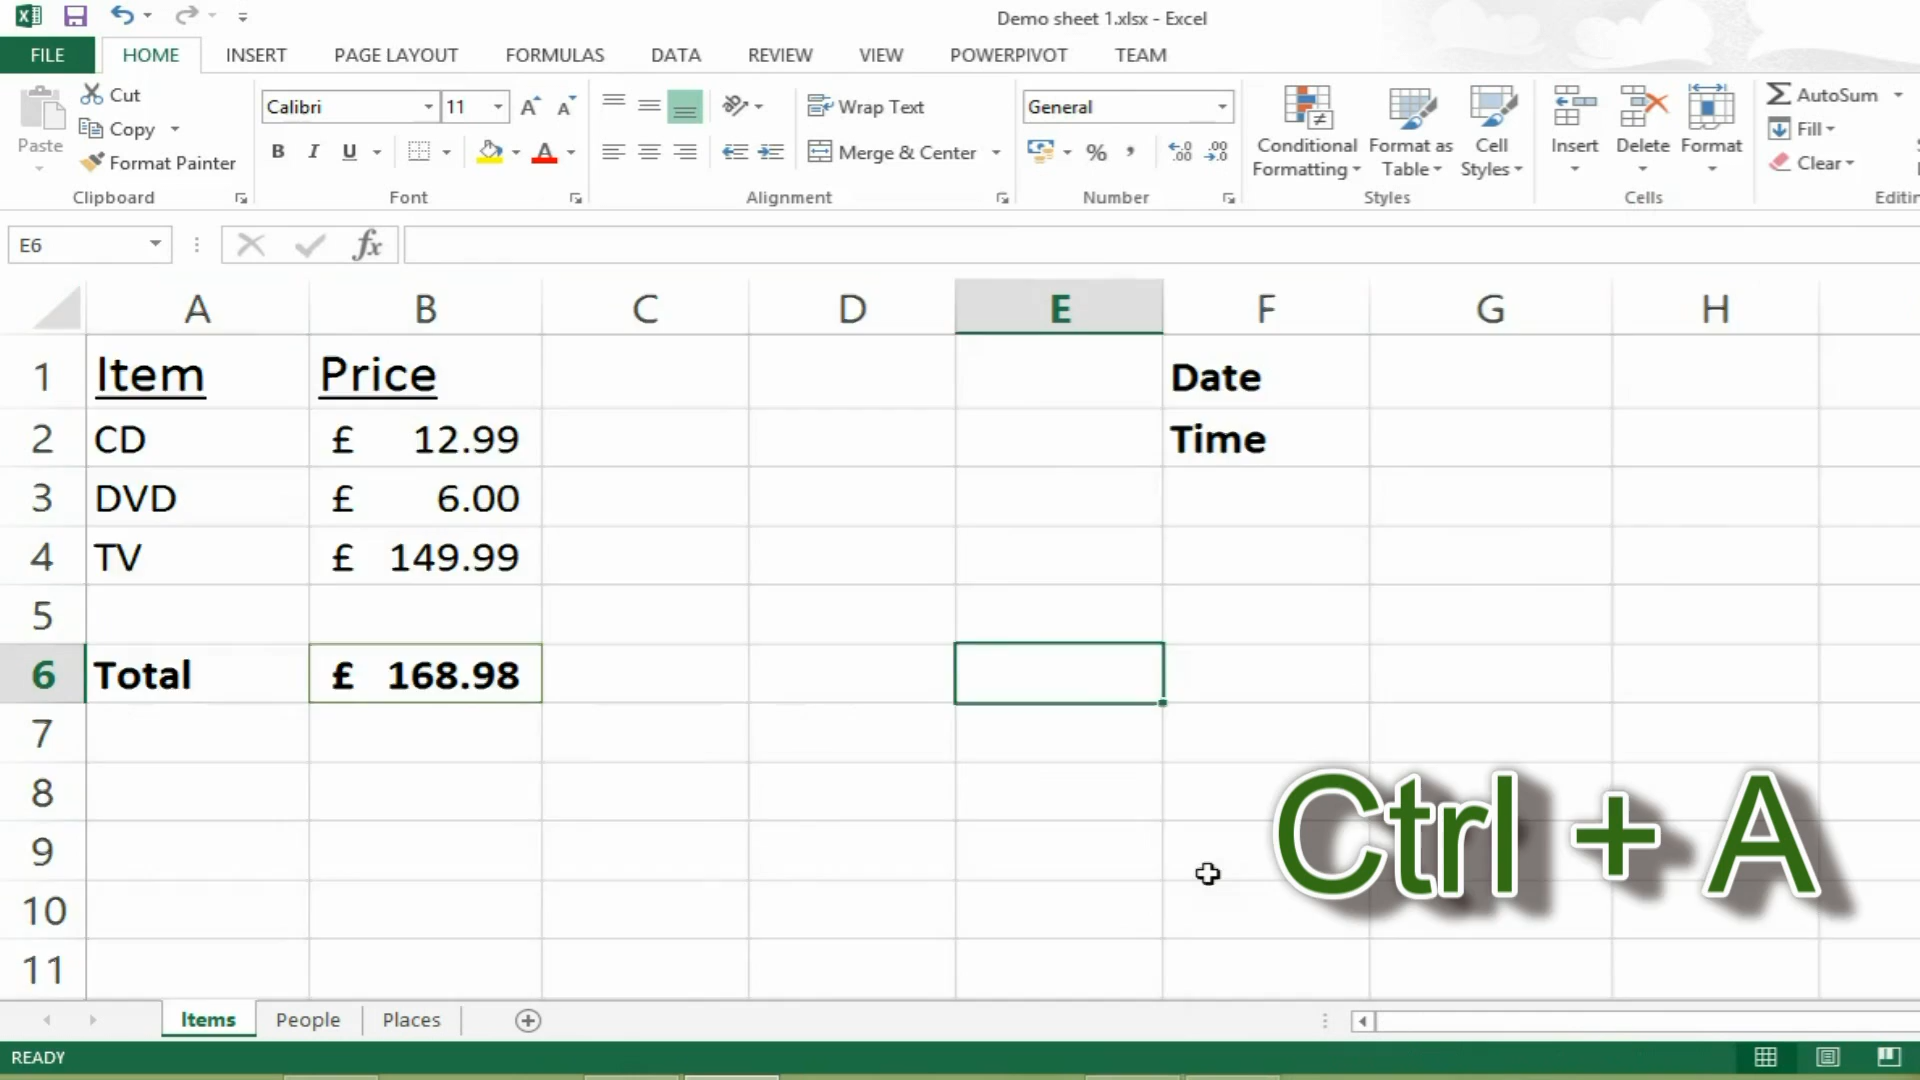 Demo sheet 1.xlsx - Excel
FILE HOME INSERT PAGE LAYOUT FORMULAS DATA REVIEW VIEW POWERPIVOT TEAM
Paste
Cut
Copy
Format Painter
Clipboard
Calibri 11
B I U A
Font
Wrap Text
Merge & Center
Alignment
General
% ,
Number
Conditional Formatting
Format as Table
Cell Styles
Styles
Insert Delete Format
Cells
AutoSum
Fill
Clear
E6 fx
A B C D E F G H
1 Item Price Date
2 CD £ 12.99 Time
3 DVD £ 6.00
4 TV £ 149.99
5
6 Total £ 168.98
7
8
9
10
11
Ctrl + A
Items People Places
READY